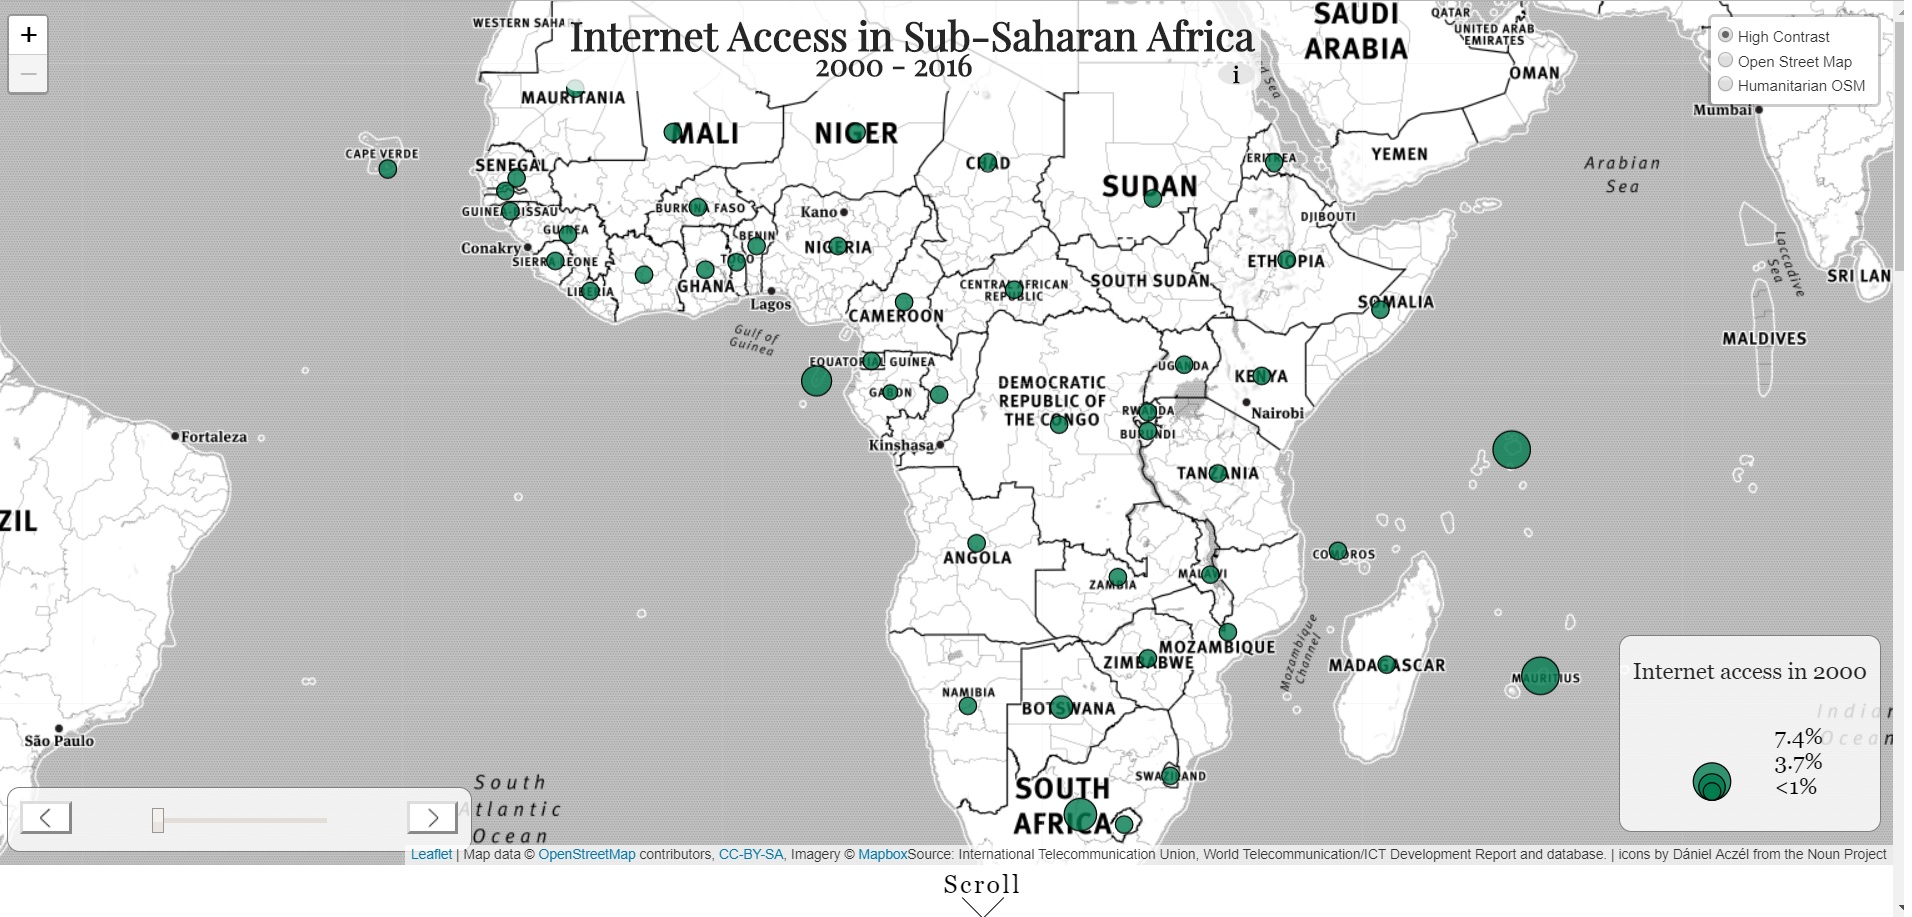 +
−
WESTERN SAHA
Internet Access in Sub-Saharan Africa
2000 - 2016
i
SAUDI
ARABIA
QATAR
UNITED ARAB
EMIRATES
OMAN
High Contrast
Open Street Map
Humanitarian OSM
Mumbai
MAURITANIA
MALI
NIGER
CHAD
SUDAN
ERITREA
YEMEN
Arabian
Sea
CAPE VERDE
SENEGAL
GUINEA-BISSAU
BURKINA FASO
Kano
DJIBOUTI
GUINEA
Conakry
SIERRA LEONE
BENIN
TOGO
NIGERIA
ETHIOPIA
Laccadive
Sea
LIBERIA
GHANA
Lagos
CENTRAL AFRICAN
REPUBLIC
SOUTH SUDAN
SOMALIA
SRI LAN
CAMEROON
Gulf of
Guinea
MALDIVES
EQUATORIAL GUINEA
UGANDA
GABON
DEMOCRATIC
REPUBLIC OF
THE CONGO
KENYA
RWANDA
Nairobi
BURUNDI
Fortaleza
Kinshasa
TANZANIA
ZIL
ANGOLA
COMOROS
ZAMBIA
MALAWI
Mozambique
Channel
MOZAMBIQUE
ZIMBABWE
MADAGASCAR
MAURITIUS
NAMIBIA
BOTSWANA
São Paulo
SWAZILAND
SOUTH
AFRICA
South
Atlantic
Ocean
Indian
Ocean
Internet access in 2000
7.4%
3.7%
<1%
Leaflet | Map data © OpenStreetMap contributors, CC-BY-SA, Imagery © MapboxSource: International Telecommunication Union, World Telecommunication/ICT Development Report and database. | icons by Dániel Aczél from the Noun Project
Scroll